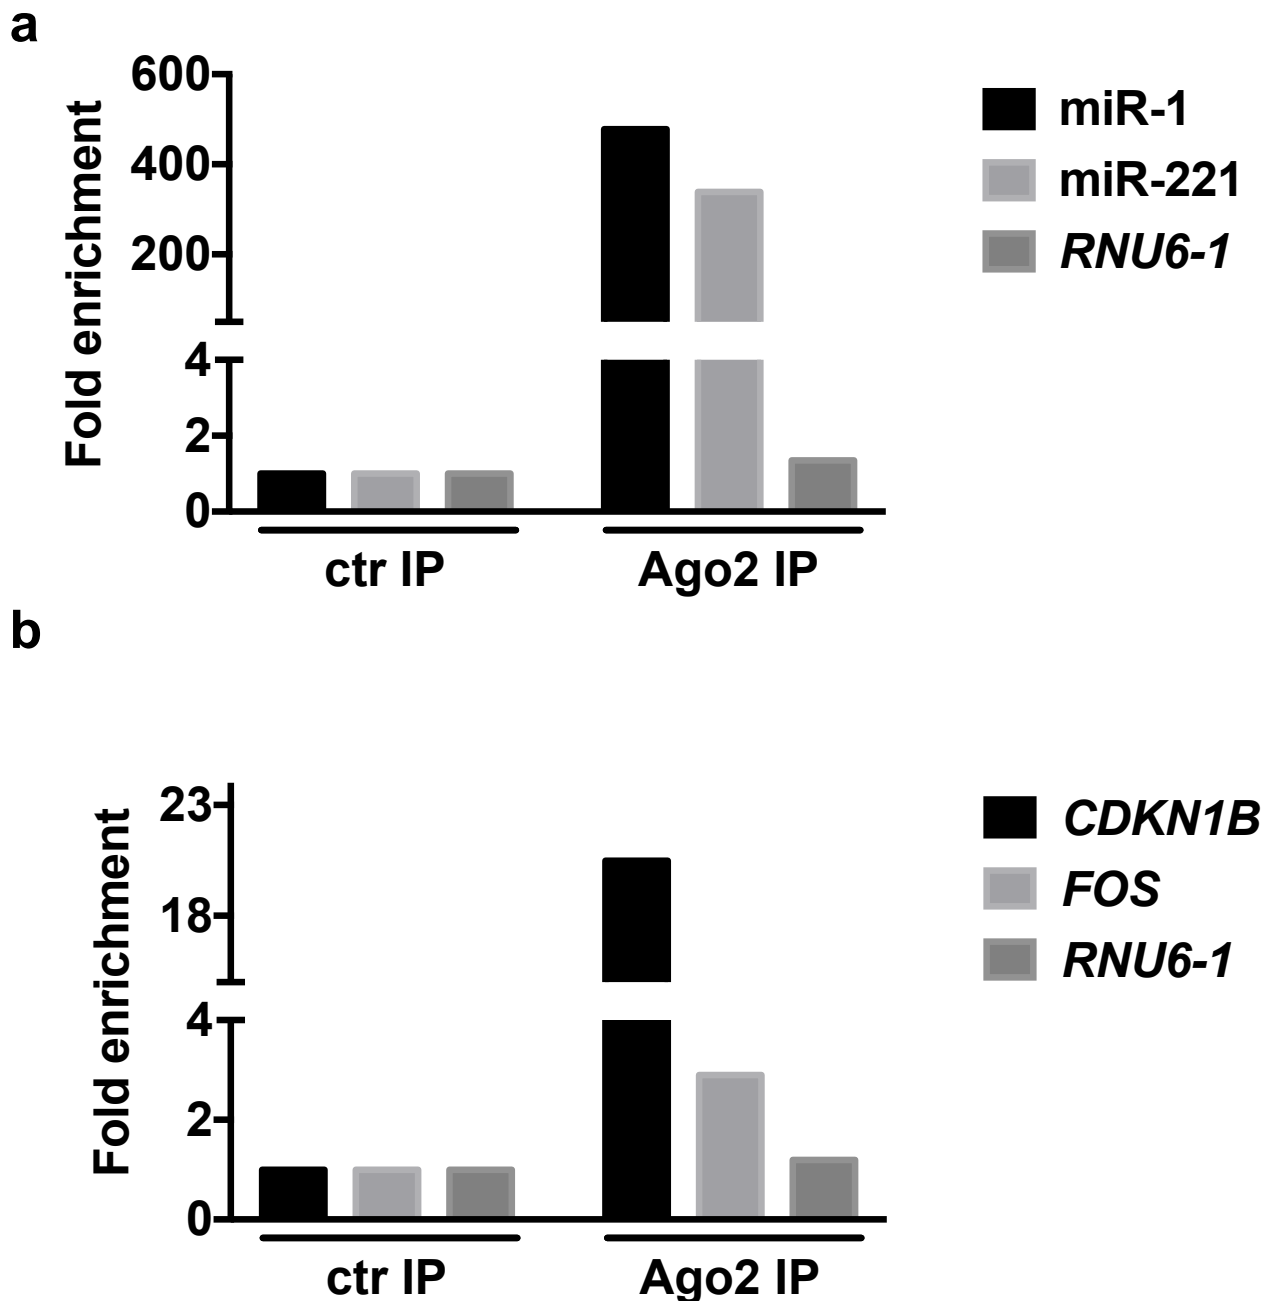 a
Fold enrichment
600
400
200
4
2
0
miR-1
miR-221
RNU6-1
ctr IP
Ago2 IP
b
Fold enrichment
23
18
4
2
0
CDKN1B
FOS
RNU6-1
ctr IP
Ago2 IP